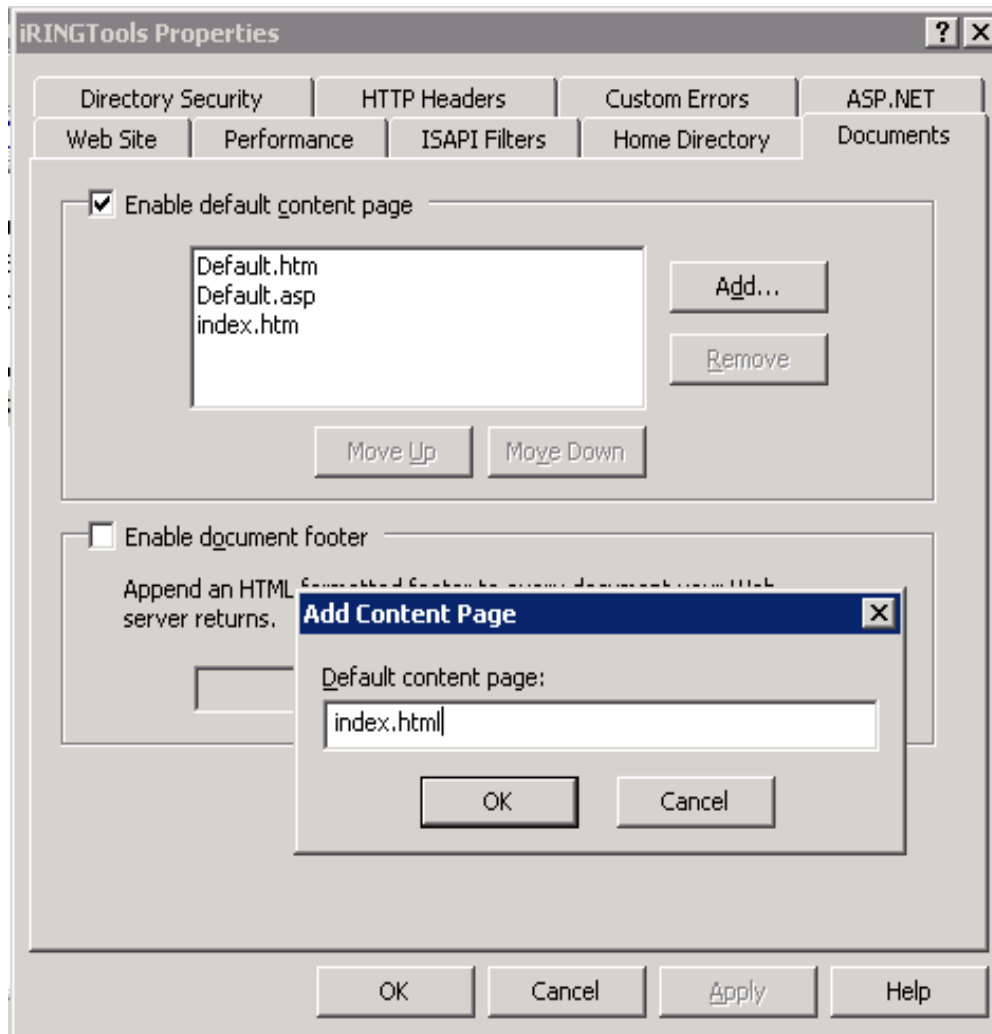 iRINGTools Properties
Directory Security HTTP Headers Custom Errors ASP.NET
Web Site Performance ISAPI Filters Home Directory Documents
Enable default content page
Default.htm
Default.asp
index.htm
Add...
Remove
Move Up Move Down
Enable document footer
Append an HTML
server returns.
Add Content Page
Default content page:
index.html
OK Cancel
OK Cancel Apply Help